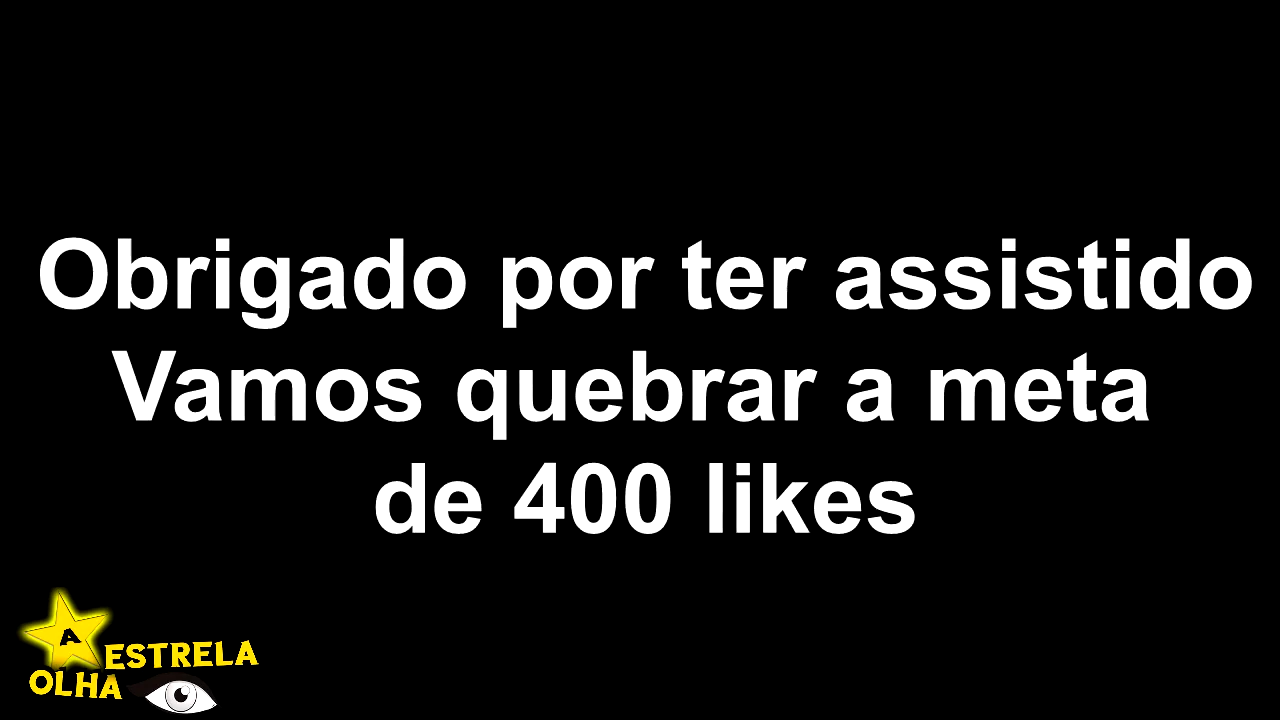 Obrigado por ter assistido
Vamos quebrar a meta
de 400 likes
A ESTRELA
OLHA